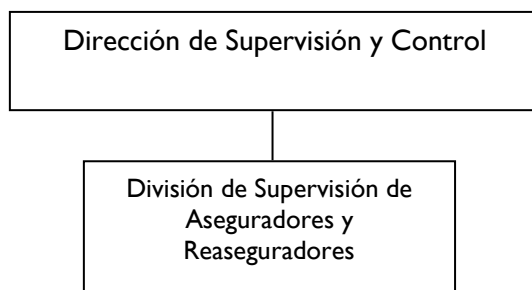 Dirección de Supervisión y Control
División de Supervisión de
Aseguradores y
Reaseguradores